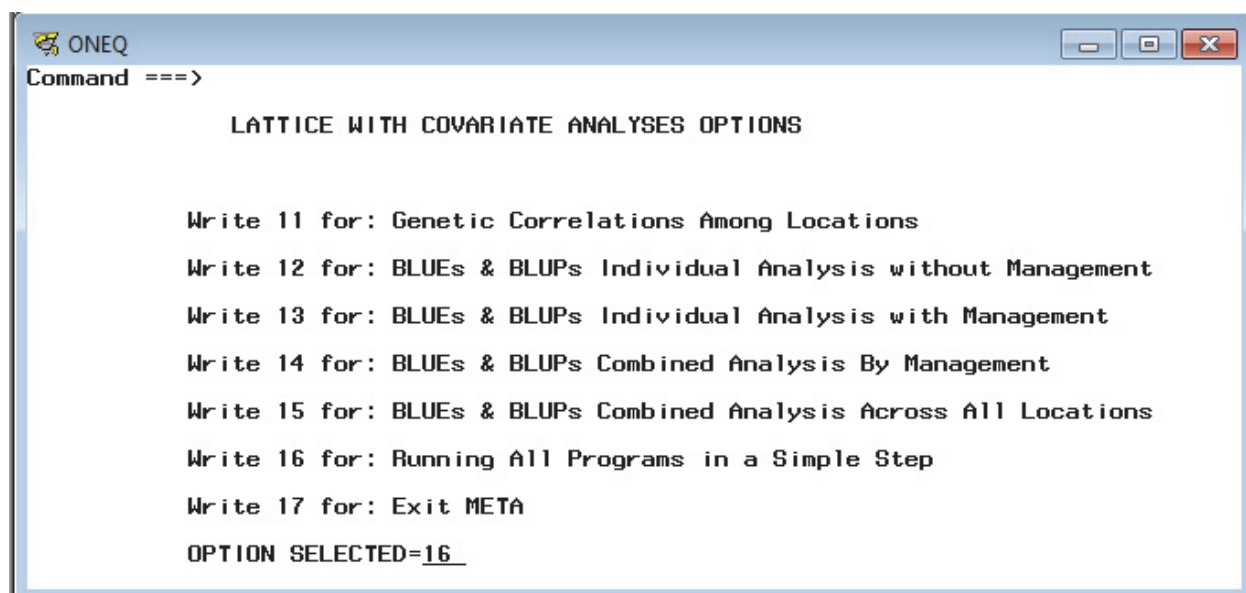 ONEQ
Command ===>
LATTICE WITH COVARIATE ANALYSES OPTIONS
Write 11 for: Genetic Correlations Among Locations
Write 12 for: BLUEs & BLUPs Individual Analysis without Management
Write 13 for: BLUEs & BLUPs Individual Analysis with Management
Write 14 for: BLUEs & BLUPs Combined Analysis By Management
Write 15 for: BLUEs & BLUPs Combined Analysis Across All Locations
Write 16 for: Running All Programs in a Simple Step
Write 17 for: Exit META
OPTION SELECTED=16